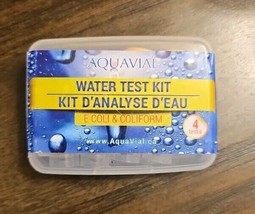 AQUAVIAL
WATER TEST KIT
KIT D'ANALYSE D'EAU
E COLI & COLIFORM
4
www.AquaVial.ca